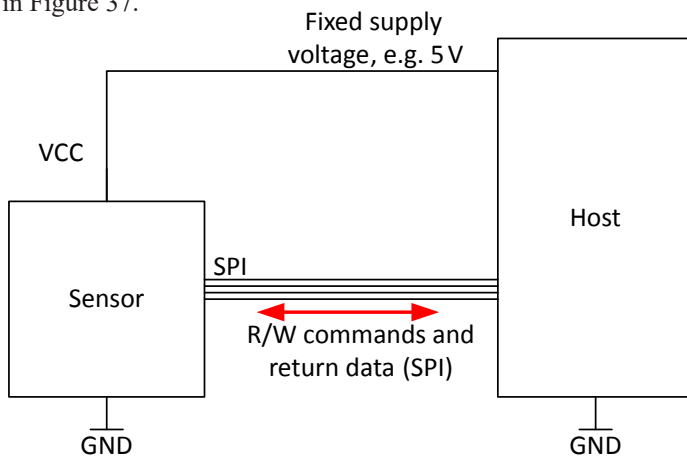 in Figure 37.
Fixed supply
voltage, e.g. 5 V
VCC
Host
SPI
Sensor
R/W commands and
return data (SPI)
GND
GND